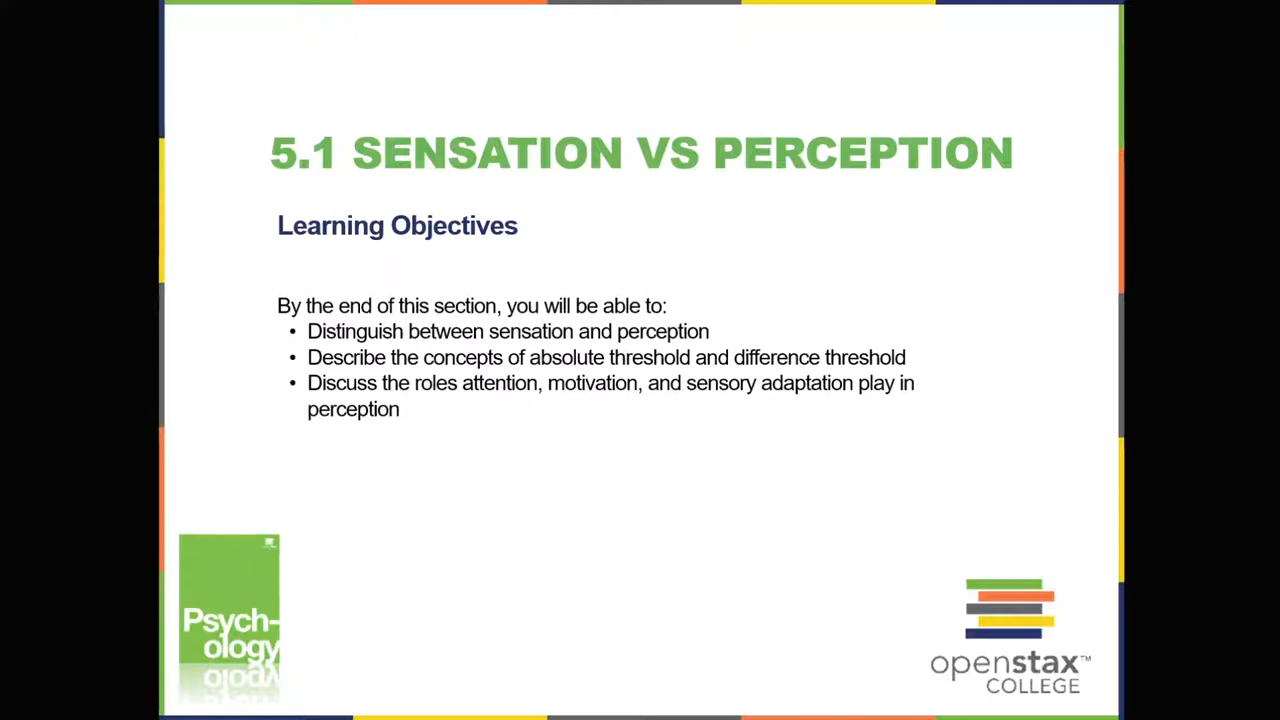 5.1 SENSATION VS PERCEPTION
Learning Objectives
By the end of this section, you will be able to:
• Distinguish between sensation and perception
• Describe the concepts of absolute threshold and difference threshold
• Discuss the roles attention, motivation, and sensory adaptation play in
perception
Psych-
ology
openstax™
COLLEGE